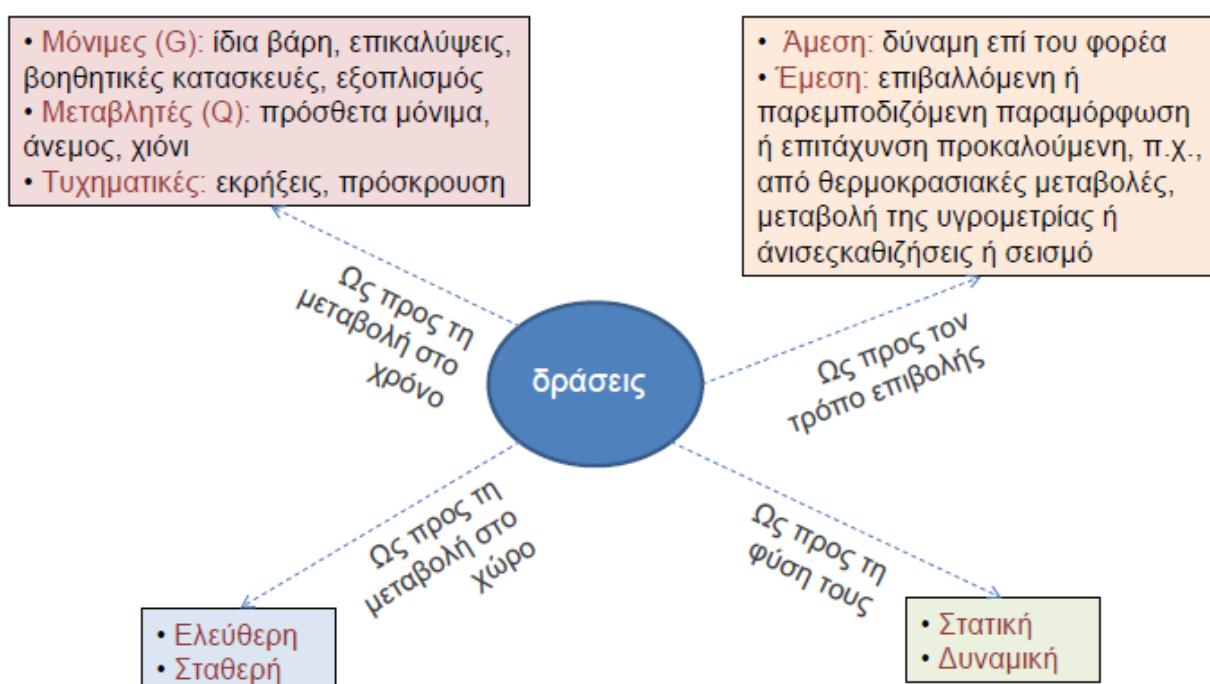 • Μόνιμες (G): ίδια βάρη, επικαλύψεις,
βοηθητικές κατασκευές, εξοπλισμός
• Μεταβλητές (Q): πρόσθετα μόνιμα,
άνεμος, χιόνι
• Τυχηματικές: εκρήξεις, πρόσκρουση
• Άμεση: δύναμη επί του φορέα
• Έμεση: επιβαλλόμενη ή
παρεμποδιζόμενη παραμόρφωση
ή επιτάχυνση προκαλούμενη, π.χ.,
από θερμοκρασιακές μεταβολές,
μεταβολή της υγρομετρίας ή
άνισεςκαθιζήσεις ή σεισμό
Ως προς τη
μεταβολή στο
χρόνο
δράσεις
Ως προς τον
τρόπο επιβολής
Ως προς τη
μεταβολή στο
χώρο
Ως προς τη
φύση τους
• Ελεύθερη
• Σταθερή
• Στατική
• Δυναμική